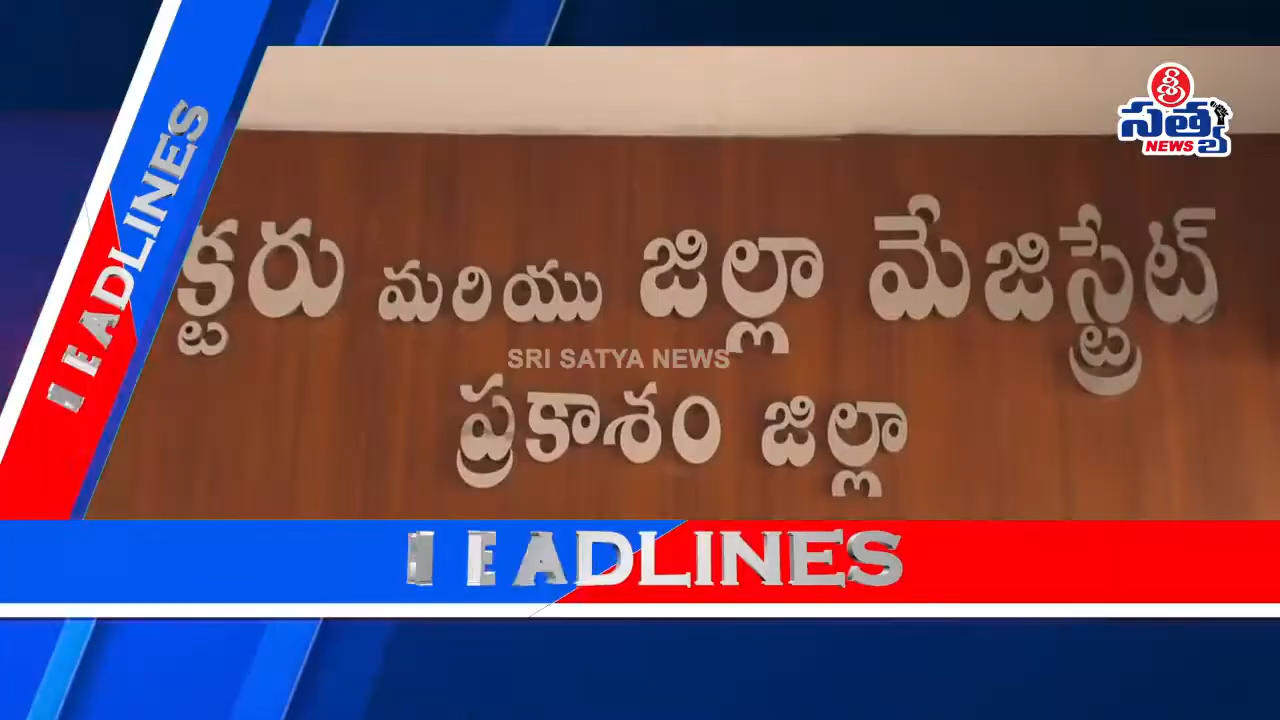 శ్రీ
సత్య
NEWS
HEADLINES
క్టరు మరియు జిల్లా మేజిస్ట్రేట్
SRI SATYA NEWS
ప్రకాశం జిల్లా
HEADLINES